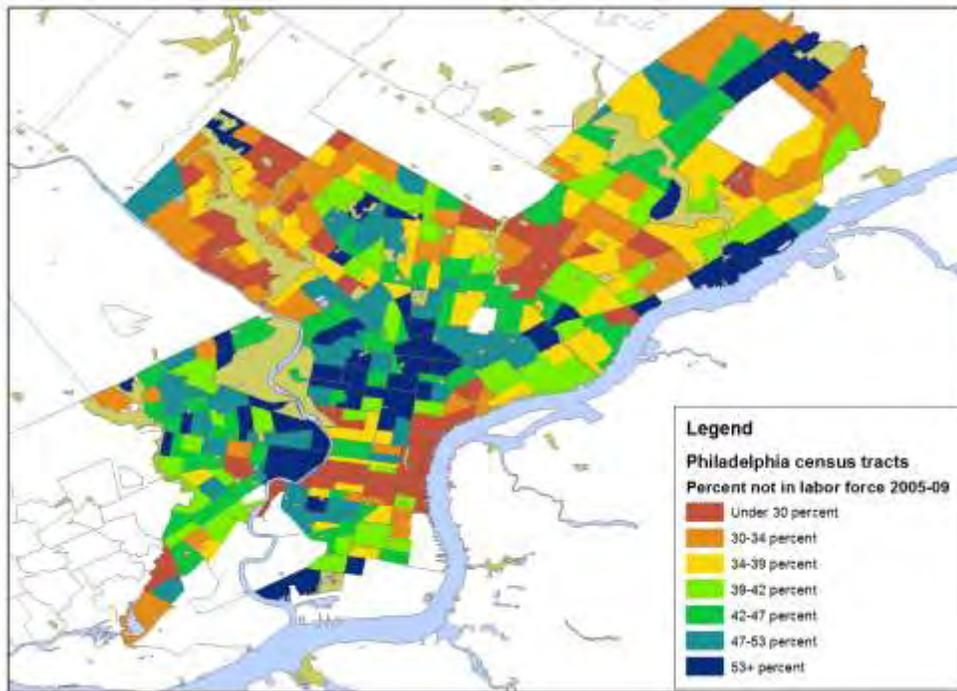 Legend
Philadelphia census tracts
Percent not in labor force 2005-09
Under 30 percent
30-34 percent
34-39 percent
39-42 percent
42-47 percent
47-53 percent
53+ percent